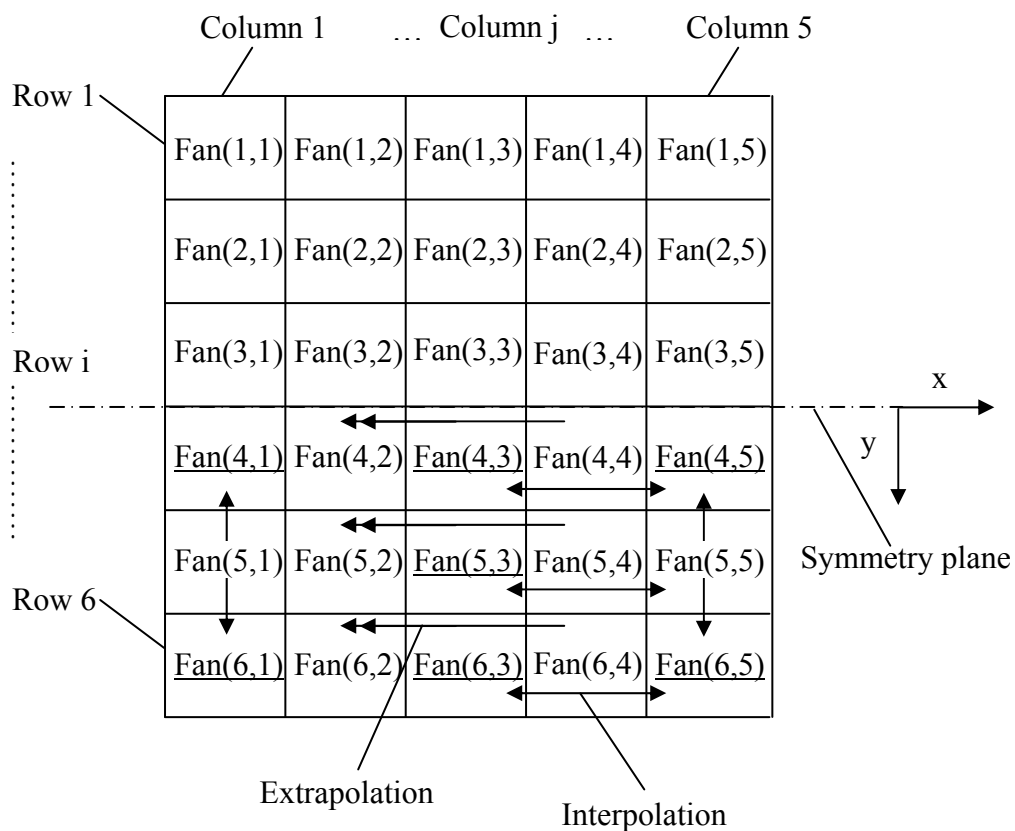 Column 1 ... Column j ... Column 5
Row 1
Fan(1,1) Fan(1,2) Fan(1,3) Fan(1,4) Fan(1,5)
Fan(2,1) Fan(2,2) Fan(2,3) Fan(2,4) Fan(2,5)
Row i
Fan(3,1) Fan(3,2) Fan(3,3) Fan(3,4) Fan(3,5)
x
y
Fan(4,1) Fan(4,2) Fan(4,3) Fan(4,4) Fan(4,5)
Fan(5,1) Fan(5,2) Fan(5,3) Fan(5,4) Fan(5,5)
Symmetry plane
Row 6
Fan(6,1) Fan(6,2) Fan(6,3) Fan(6,4) Fan(6,5)
Extrapolation
Interpolation